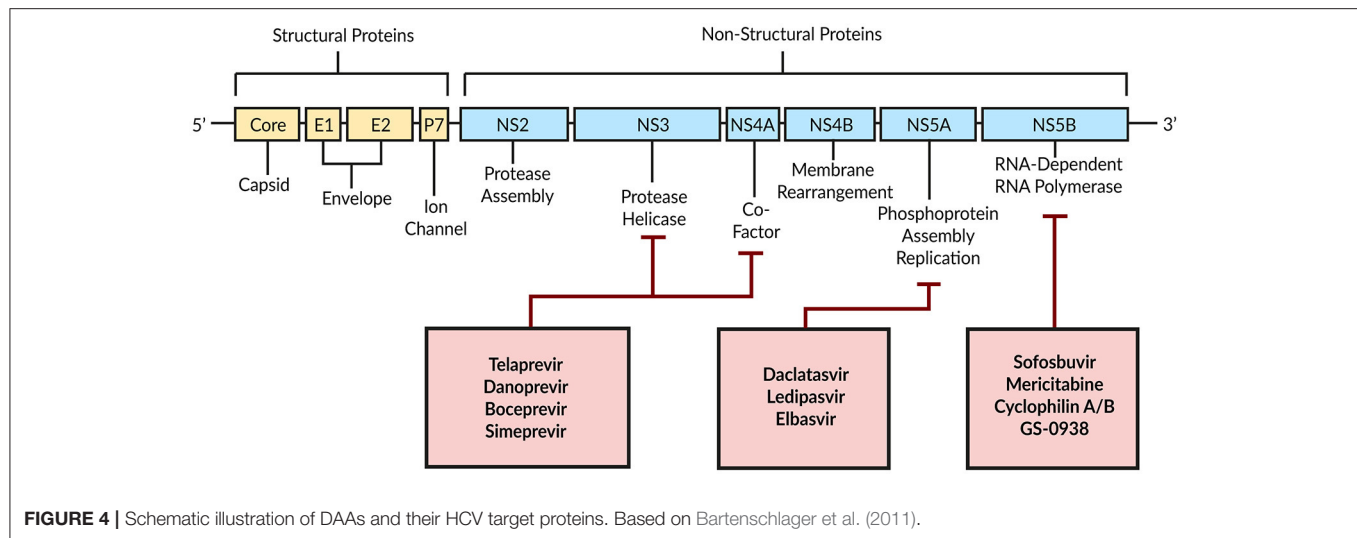 Structural Proteins
Non-Structural Proteins
5’
Core
E1
E2
P7
NS2
NS3
NS4A
NS4B
NS5A
NS5B
3’
Capsid
Envelope
Ion
Channel
Protease
Assembly
Protease
Helicase
Co-
Factor
Membrane
Rearrangement
Phosphoprotein
Assembly
Replication
RNA-Dependent
RNA Polymerase
Telaprevir
Danoprevir
Boceprevir
Simeprevir
Daclatasvir
Ledipasvir
Elbasvir
Sofosbuvir
Mericitabine
Cyclophilin A/B
GS-0938
FIGURE 4 | Schematic illustration of DAAs and their HCV target proteins. Based on Bartenschlager et al. (2011).